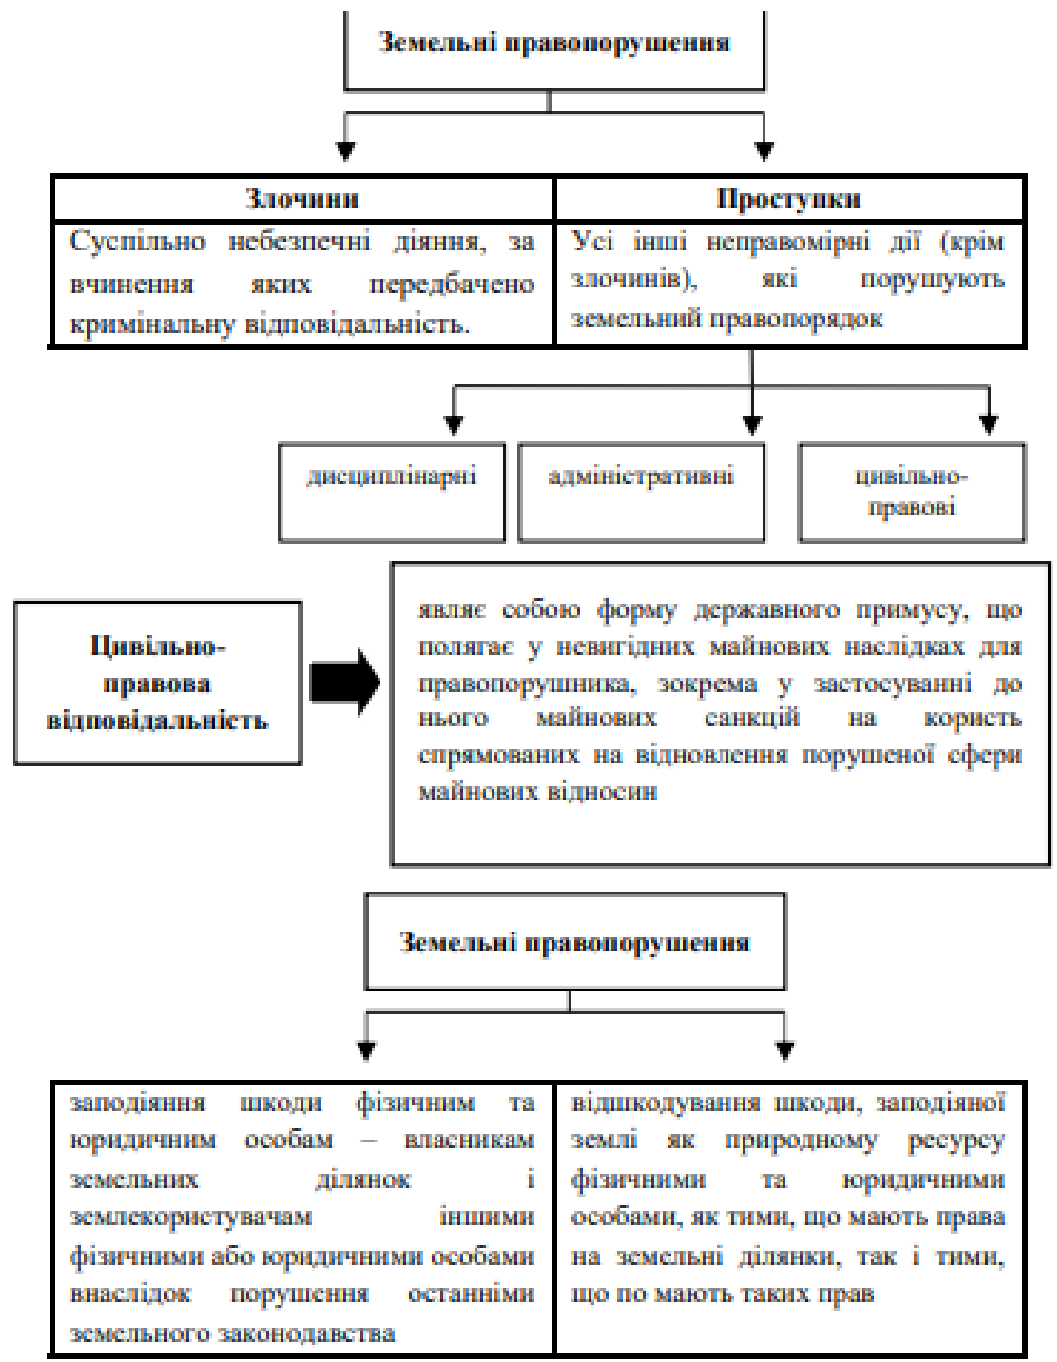 Земельні правопорушення
Злочини
Проступки
Суспільно небезпечні діяння, за
вчинення яких передбачено
кримінальну відповідальність.
Усі інші неправомірні дії (крім
злочинів), які порушують
земельний правопорядок
дисциплінарні
адміністративні
цивільно-
правові
Цивільно-
правова
відповідальність
являє собою форму державного примусу, що
полягає у невигідних майнових наслідках для
правопорушника, зокрема у застосуванні до
нього майнових санкцій на користь
спрямованих на відновлення порушеної сфери
майнових відносин
Земельні правопорушення
заподіяння шкоди фізичним та
юридичним особам – власникам
земельних ділянок і
землекористувачам іншими
фізичними або юридичними особами
внаслідок порушення останніми
земельного законодавства
відшкодування шкоди, заподіяної
землі як природному ресурсу
фізичними та юридичними
особами, як тими, що мають права
на земельні ділянки, так і тими,
що по мають таких прав